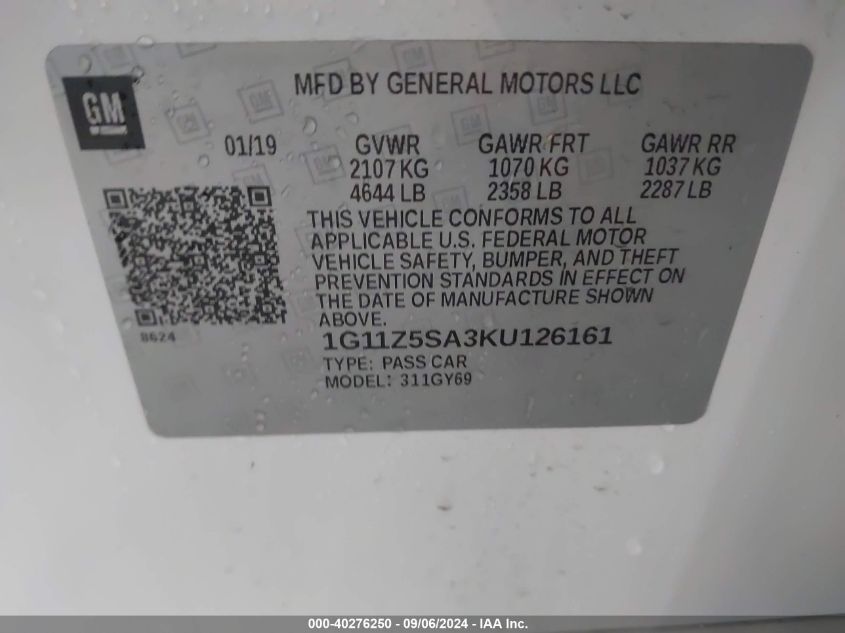 GM
MFD BY GENERAL MOTORS LLC
01/19 GVWR GAWR FRT GAWR RR
2107 KG 1070 KG 1037 KG
4644 LB 2358 LB 2287 LB
THIS VEHICLE CONFORMS TO ALL
APPLICABLE U.S. FEDERAL MOTOR
VEHICLE SAFETY, BUMPER, AND THEFT
PREVENTION STANDARDS IN EFFECT ON
THE DATE OF MANUFACTURE SHOWN
ABOVE.
8624
1G11Z5SA3KU126161
TYPE: PASS CAR
MODEL: 311GY69
000-40276250 - 09/06/2024 - IAA Inc.